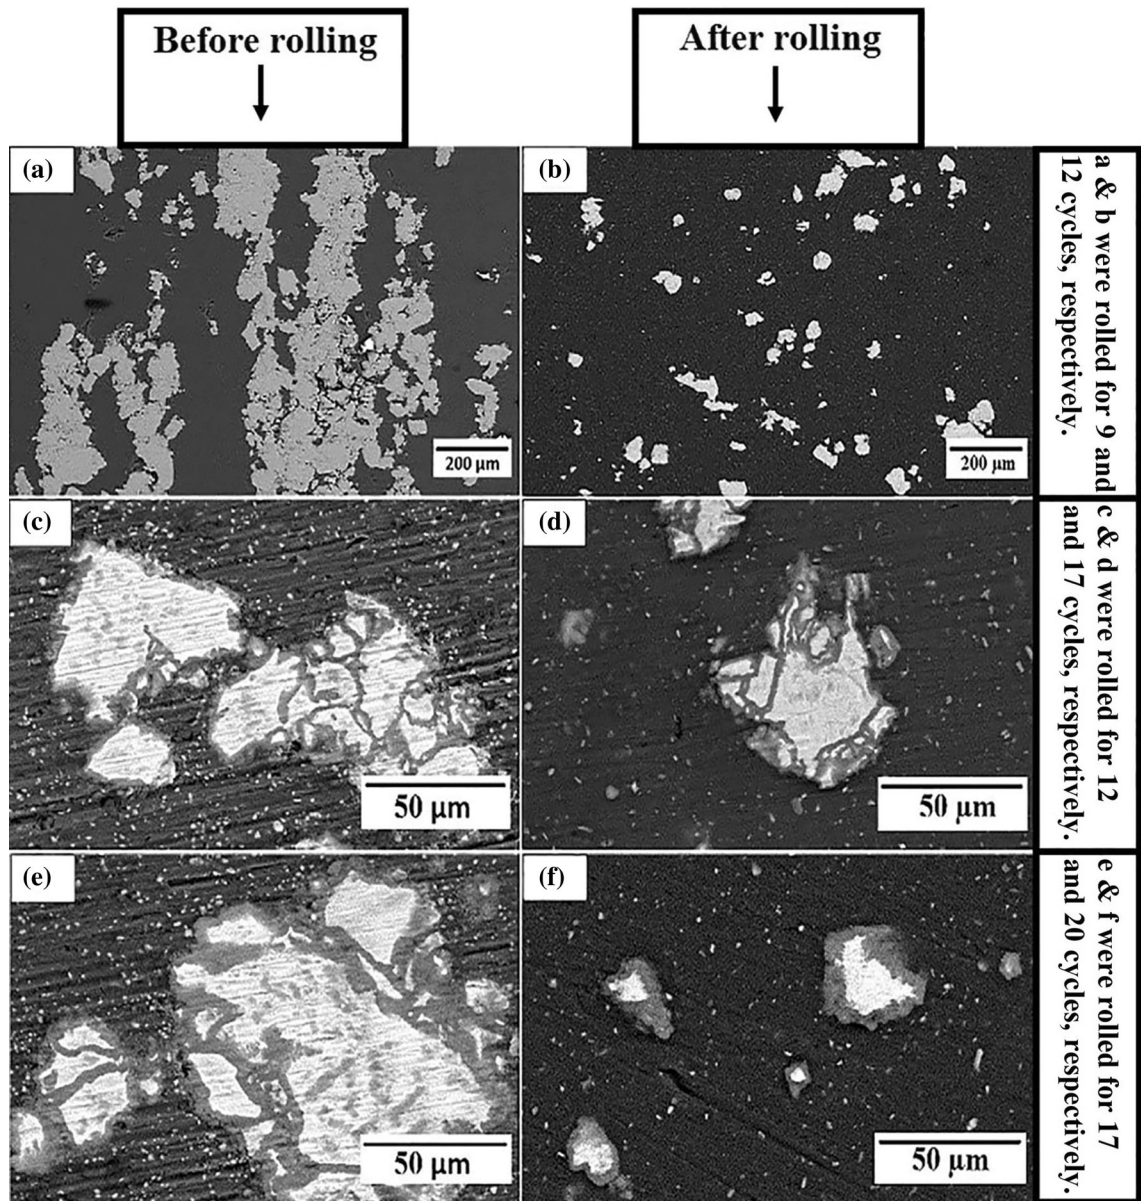 Before rolling
After rolling
(a)
(b)
200 µm
200 µm
a & b were rolled for 9 and
12 cycles, respectively.
(c)
(d)
50 µm
50 µm
c & d were rolled for 12
and 17 cycles, respectively.
(e)
(f)
50 µm
50 µm
e & f were rolled for 17
and 20 cycles, respectively.